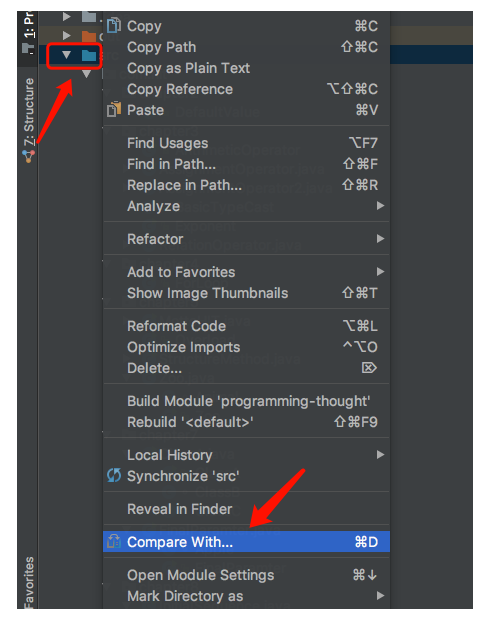 1: Pr
Z: Structure
Favorites
Copy ⌘C
Copy Path ⇧⌘C
Copy as Plain Text
Copy Reference ⌥⇧⌘C
Paste ⌘V
Find Usages ⌥F7
Find in Path... ⇧⌘F
Replace in Path... ⇧⌘R
Analyze
Refactor
Add to Favorites
Show Image Thumbnails ⇧⌘T
Reformat Code ⌥⌘L
Optimize Imports ^⌥O
Delete... ⌦
Build Module 'programming-thought'
Rebuild '<default>' ⇧⌘F9
Local History
Synchronize 'src'
Reveal in Finder
Compare With... ⌘D
Open Module Settings ⌘↓
Mark Directory as